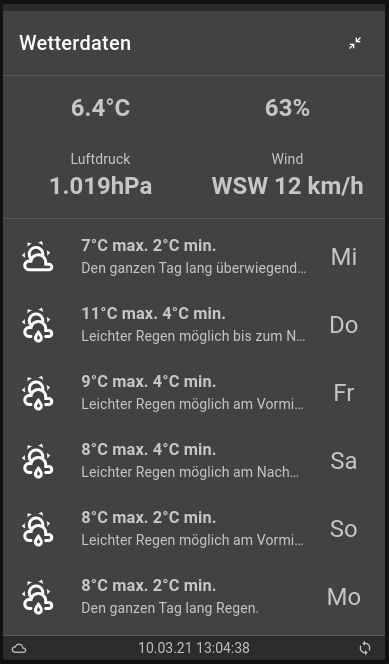 Wetterdaten
6.4°C 63%
Luftdruck Wind
1.019hPa WSW 12 km/h
7°C max. 2°C min.
Den ganzen Tag lang überwiegend... Mi
11°C max. 4°C min.
Leichter Regen möglich bis zum N... Do
9°C max. 4°C min.
Leichter Regen möglich am Vormi... Fr
8°C max. 4°C min.
Leichter Regen möglich am Nach... Sa
8°C max. 2°C min.
Leichter Regen möglich am Vormi... So
8°C max. 2°C min.
Den ganzen Tag lang Regen. Mo
10.03.21 13:04:38